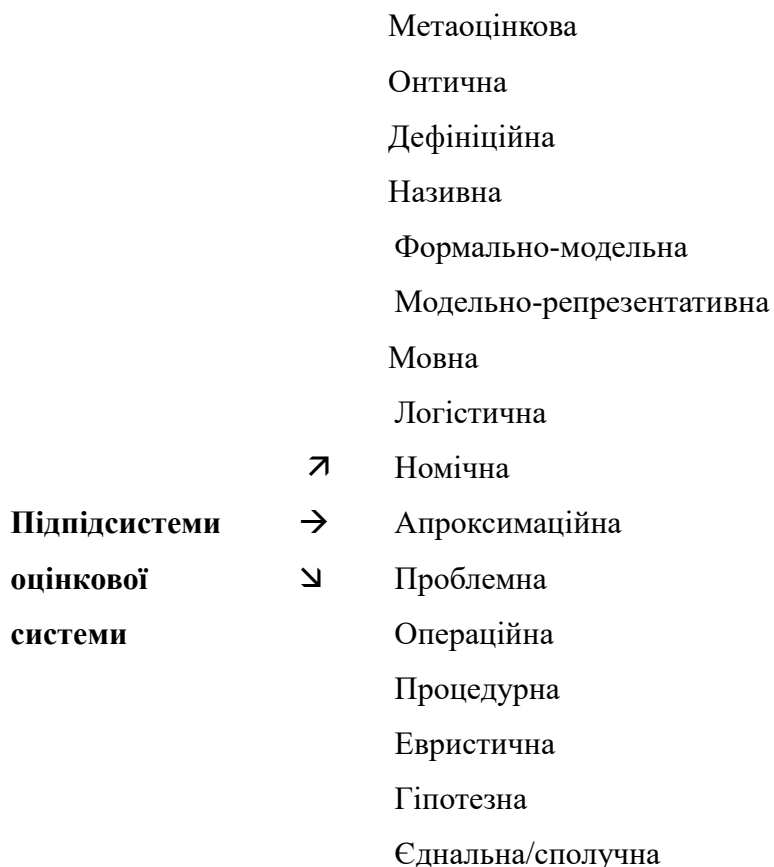 Метаоцінкова
Онтична
Дефініційна
Називна
Формально-модельна
Модельно-репрезентативна
Мовна
Логістична
↗ Номічна
Підпідсистеми → Апроксимаційна
оцінкової ↘ Проблемна
системи Операційна
Процедурна
Евристична
Гіпотезна
Єднальна/сполучна